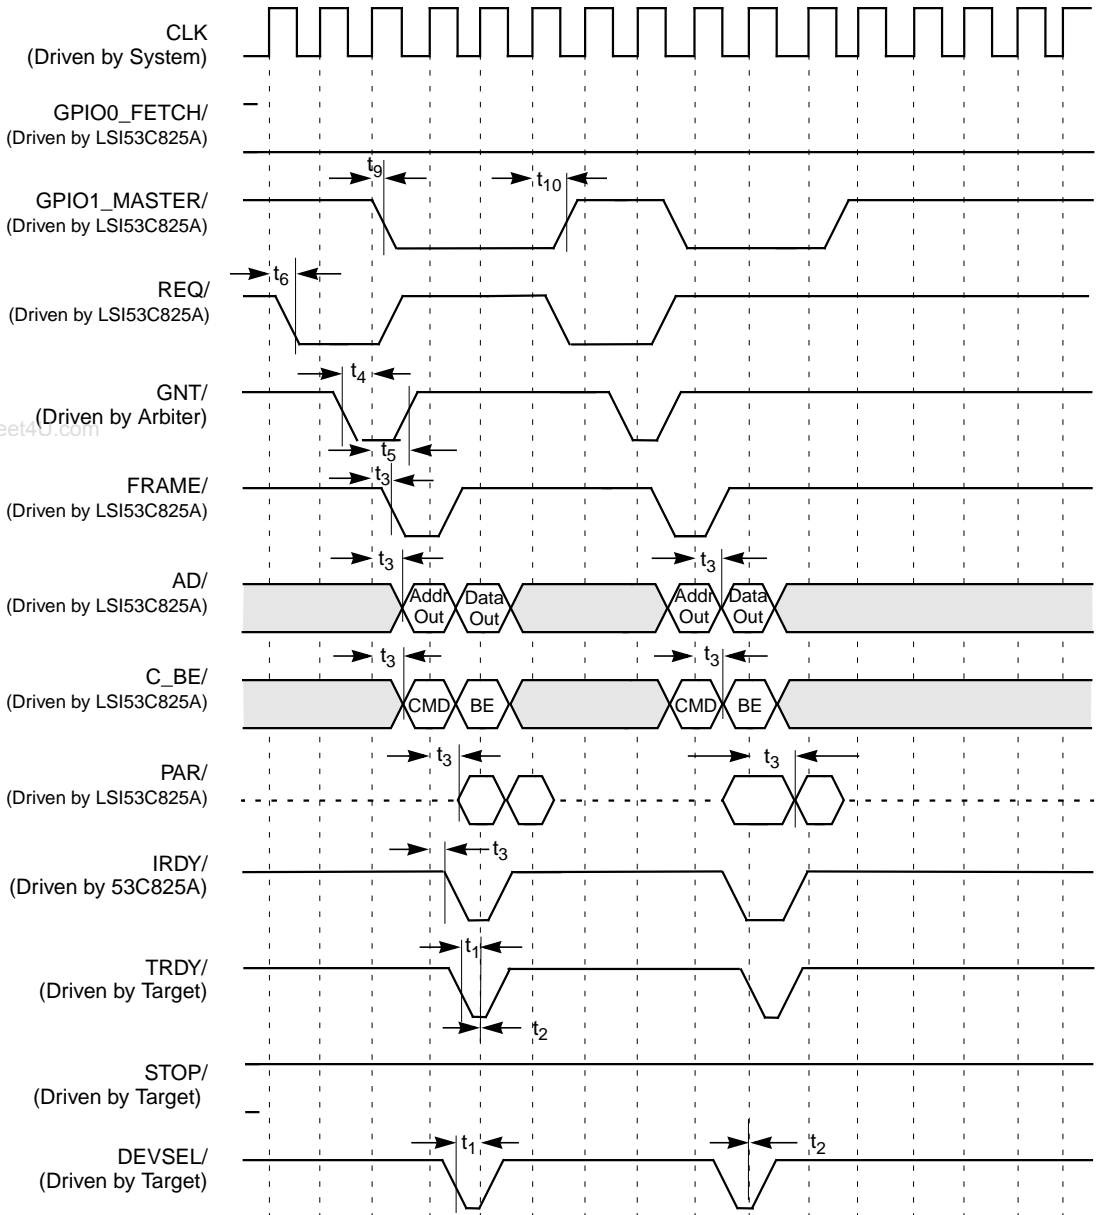 CLK
(Driven by System)
GPIO0_FETCH/
(Driven by LSI53C825A)
t9
t10
GPIO1_MASTER/
(Driven by LSI53C825A)
t6
REQ/
(Driven by LSI53C825A)
t4
GNT/
(Driven by Arbiter)
eet4U.com
t5
t3
FRAME/
(Driven by LSI53C825A)
t3
t3
AD/
(Driven by LSI53C825A)
Addr Out
Data Out
Addr Out
Data Out
t3
t3
C_BE/
(Driven by LSI53C825A)
CMD
BE
CMD
BE
t3
t3
PAR/
(Driven by LSI53C825A)
t3
IRDY/
(Driven by 53C825A)
t1
TRDY/
(Driven by Target)
t2
STOP/
(Driven by Target)
t1
t2
DEVSEL/
(Driven by Target)